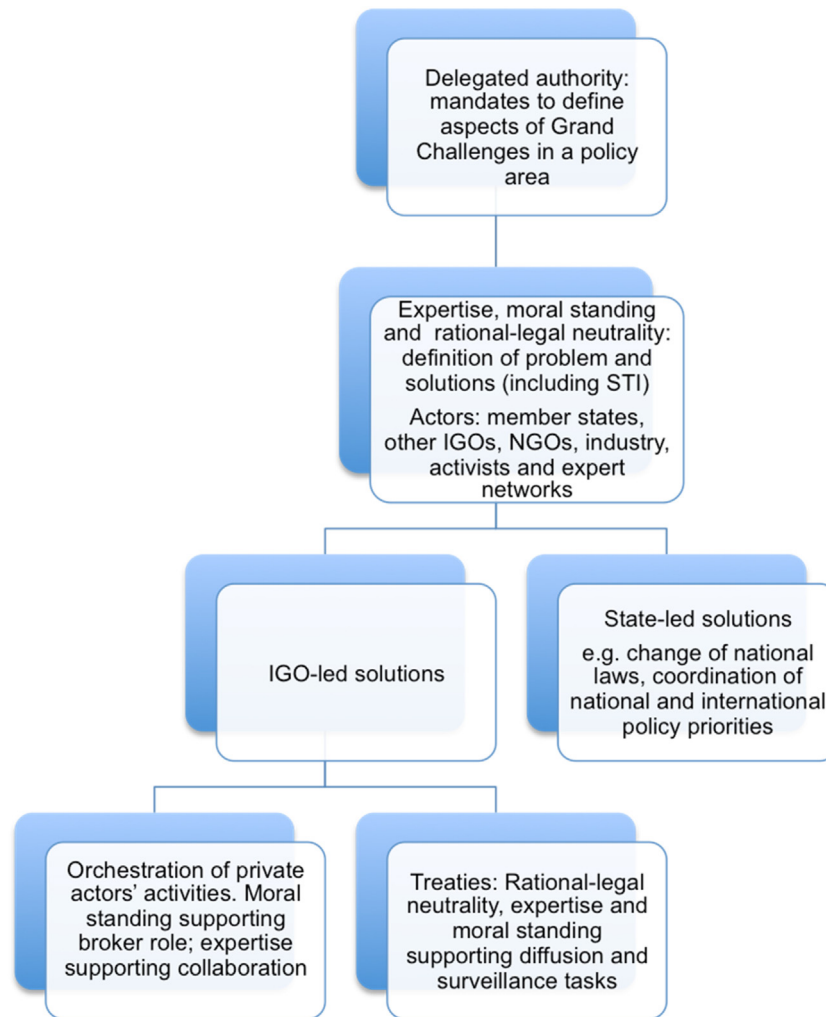 Delegated authority:
mandates to define
aspects of Grand
Challenges in a policy
area
Expertise, moral standing
and rational-legal neutrality:
definition of problem and
solutions (including STI)
Actors: member states,
other IGOs, NGOs, industry,
activists and expert
networks
IGO-led solutions
State-led solutions
e.g. change of national
laws, coordination of
national and international
policy priorities
Orchestration of private
actors’ activities. Moral
standing supporting
broker role; expertise
supporting collaboration
Treaties: Rational-legal
neutrality, expertise and
moral standing
supporting diffusion and
surveillance tasks